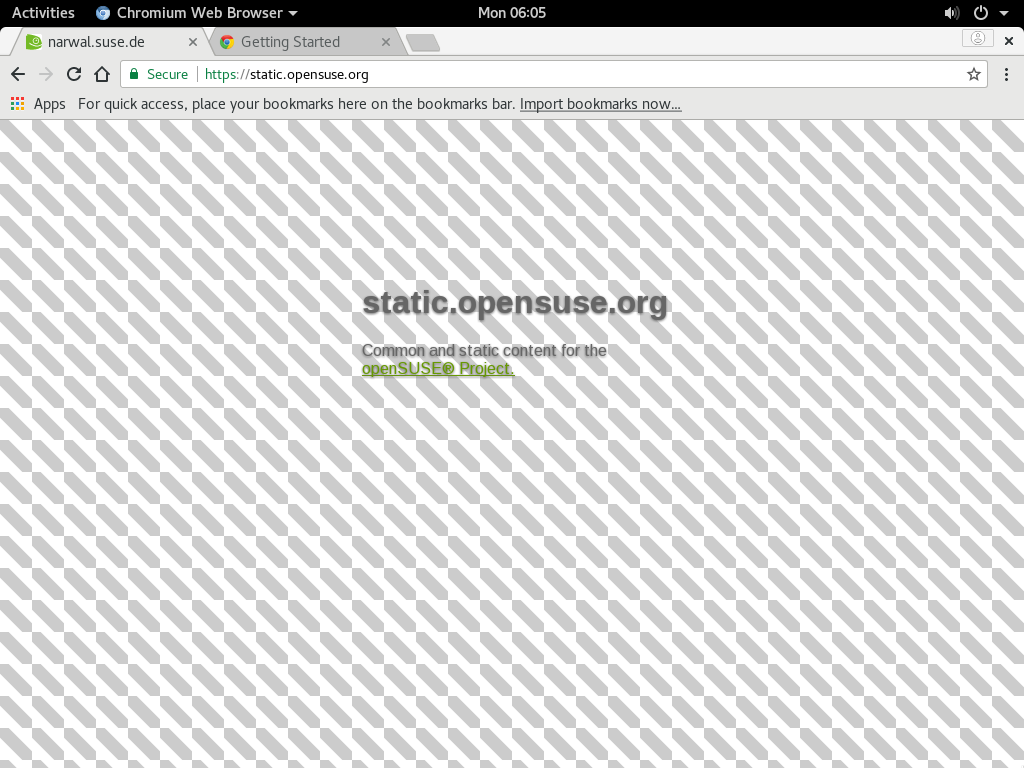 Activities Chromium Web Browser Mon 06:05
narwal.suse.de Getting Started
Secure https://static.opensuse.org
Apps For quick access, place your bookmarks here on the bookmarks bar. Import bookmarks now...
static.opensuse.org
Common and static content for the
openSUSE® Project.